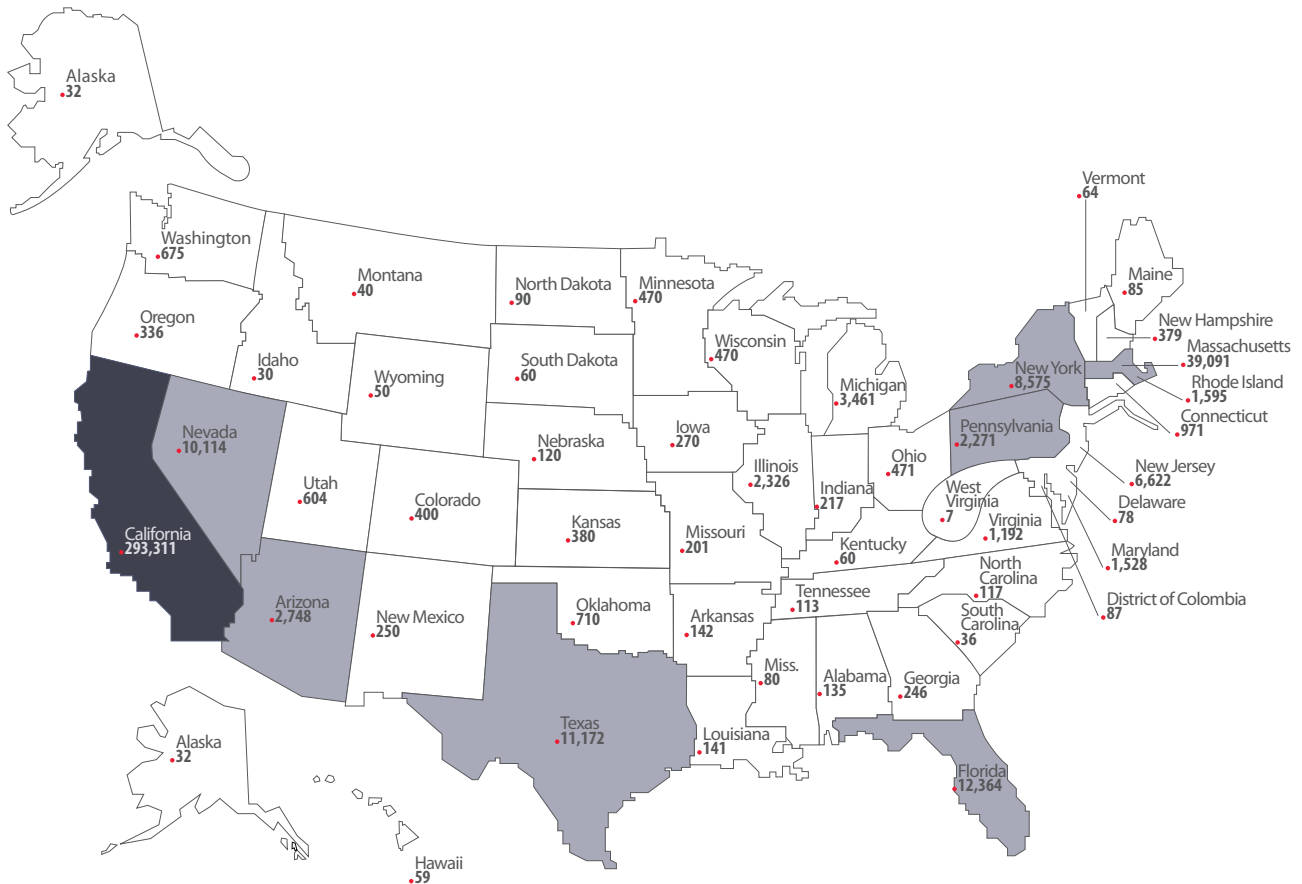 Alaska
32
Vermont
64
Washington
675
Montana
40
North Dakota
90
Minnesota
470
Maine
85
Oregon
336
Idaho
30
Wyoming
50
South Dakota
60
Wisconsin
470
Michigan
3,461
New York
8,575
New Hampshire
379
Massachusetts
39,091
Rhode Island
1,595
Connecticut
971
Nevada
10,114
Utah
604
Colorado
400
Nebraska
120
Iowa
270
Illinois
2,326
Indiana
217
Ohio
471
Pennsylvania
2,271
New Jersey
6,622
Delaware
78
Maryland
1,528
District of Colombia
87
California
293,311
Kansas
380
Missouri
201
Kentucky
60
West
Virginia
7
Virginia
1,192
Arizona
2,748
New Mexico
250
Oklahoma
710
Arkansas
142
Tennessee
113
North
Carolina
117
South
Carolina
36
Texas
11,172
Louisiana
141
Miss.
80
Alabama
135
Georgia
246
Florida
12,364
Alaska
32
Hawaii
59